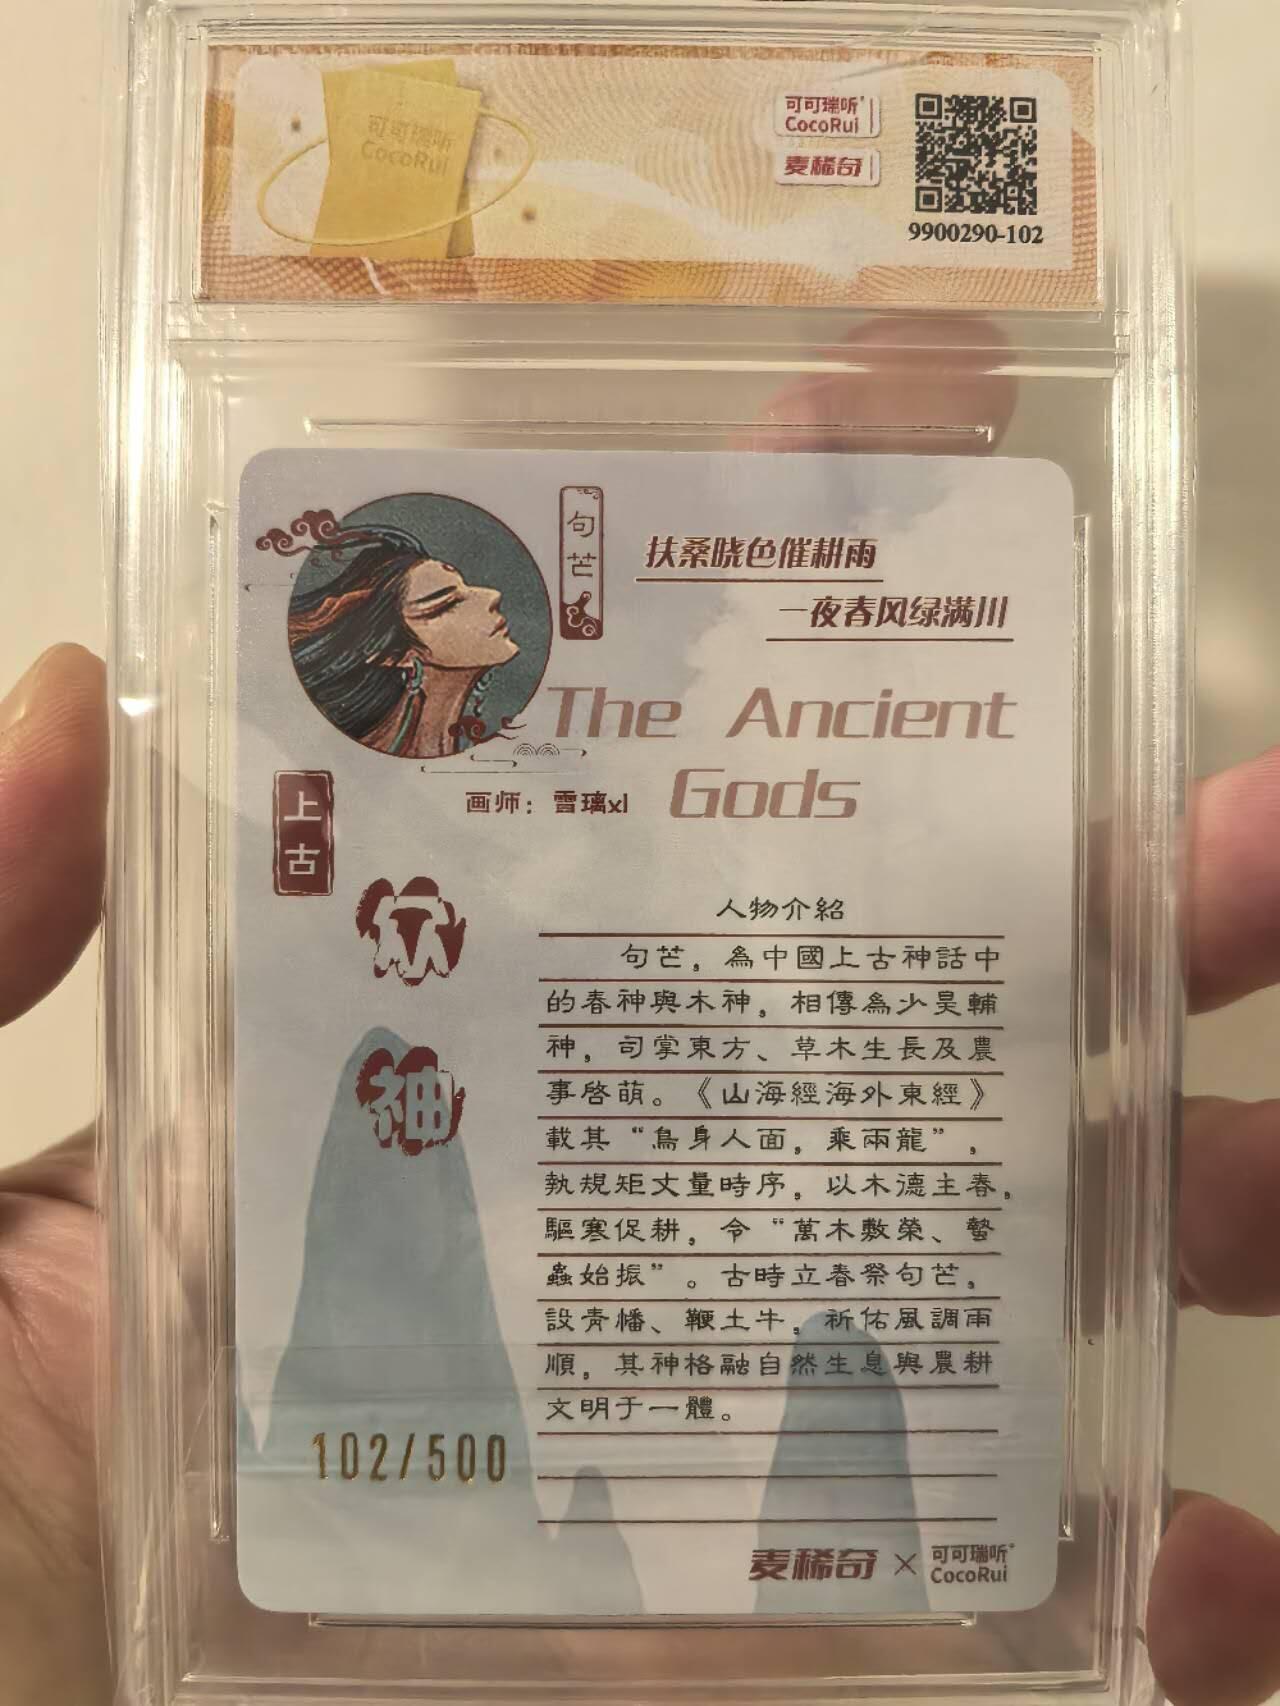 可可瑞听
CocoRui
可可瑞听
CocoRui
麦稀奇
9900290-102
句芒
扶桑晓色催耕雨
一夜春风绿满川
The Ancient
Gods
画师：雪璃xl
上古
众神
人物介紹
句芒，為中國上古神話中
的春神與木神，相傳為少昊輔
神，司掌東方、草木生長及農
事啓萌。《山海經海外東經》
載其“鳥身人面，乘兩龍”，
執規矩丈量時序，以木德主春，
驅寒促耕，令“萬木敷榮、蟄
蟲始振”。古時立春祭句芒，
設青幡、鞭土牛，祈佑風調雨
順，其神格融自然生息與農耕
文明于一體。
102/500
麦稀奇×可可瑞听
CocoRui